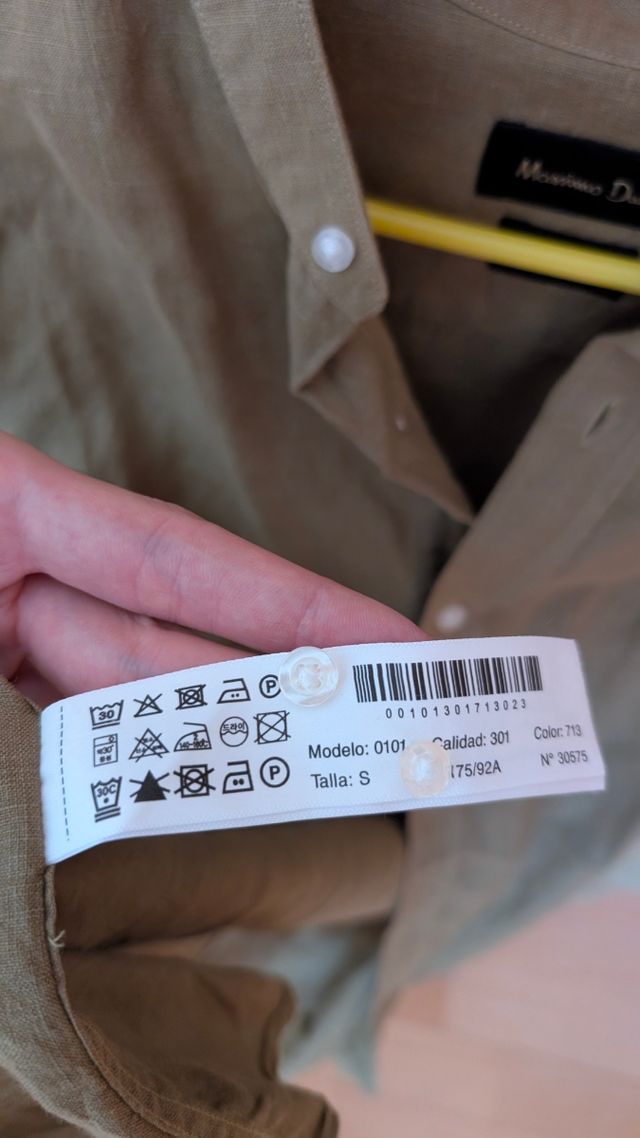 Massimo
30
P
00101301713023
드라이
30C
P
Modelo: 0101 Calidad: 301 Color: 713
Talla: S 175/92A Nº 30575